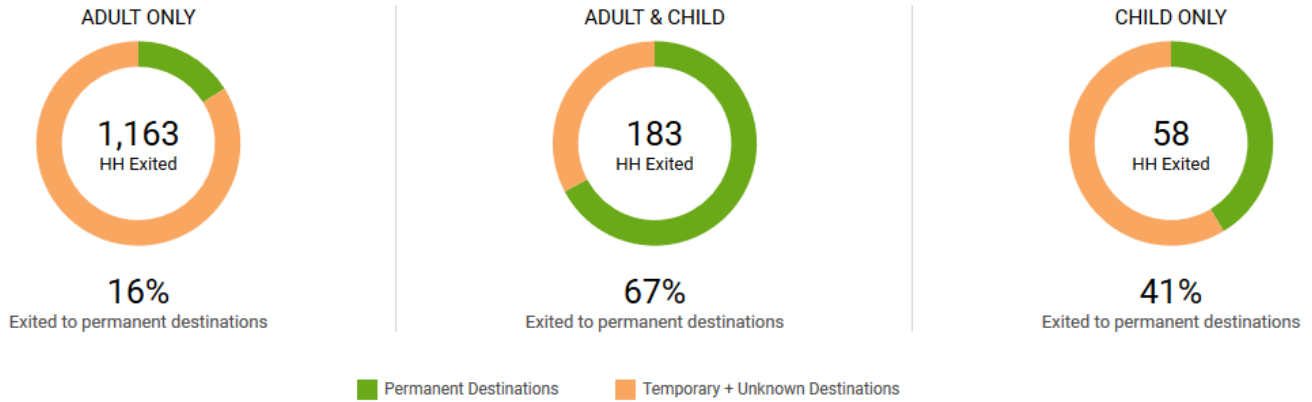 ADULT ONLY
1,163
HH Exited
16%
Exited to permanent destinations
ADULT & CHILD
183
HH Exited
67%
Exited to permanent destinations
CHILD ONLY
58
HH Exited
41%
Exited to permanent destinations
Permanent Destinations
Temporary + Unknown Destinations